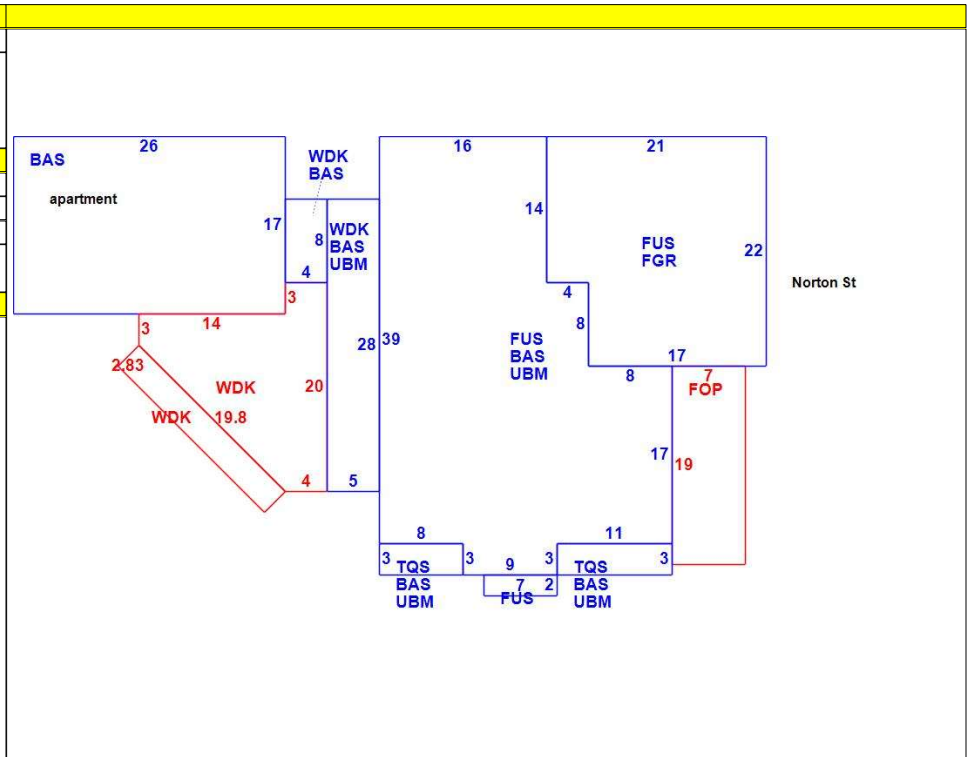 26
BAS
apartment
17
WDK
BAS
8
4
WDK
BAS
UBM
16
21
14
FUS
FGR
22
Norton St
4
8
3
14
3
28
39
FUS
BAS
UBM
17
8
7
FOP
2.83
WDK
20
WDK
19.8
17
19
4
5
8
11
3
3
9
3
3
TQS
BAS
UBM
7
2
FUS
TQS
BAS
UBM